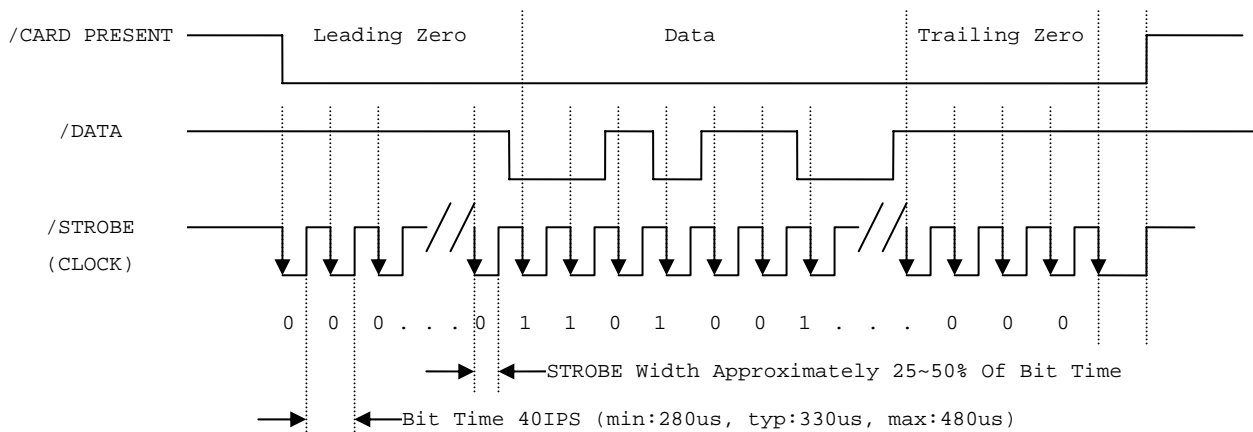 /CARD PRESENT Leading Zero Data Trailing Zero
/DATA
/STROBE
(CLOCK)
0 0 0 . . . 0 1 1 0 1 0 0 1 . . . 0 0 0
STROBE Width Approximately 25~50% Of Bit Time
Bit Time 40IPS (min:280us, typ:330us, max:480us)